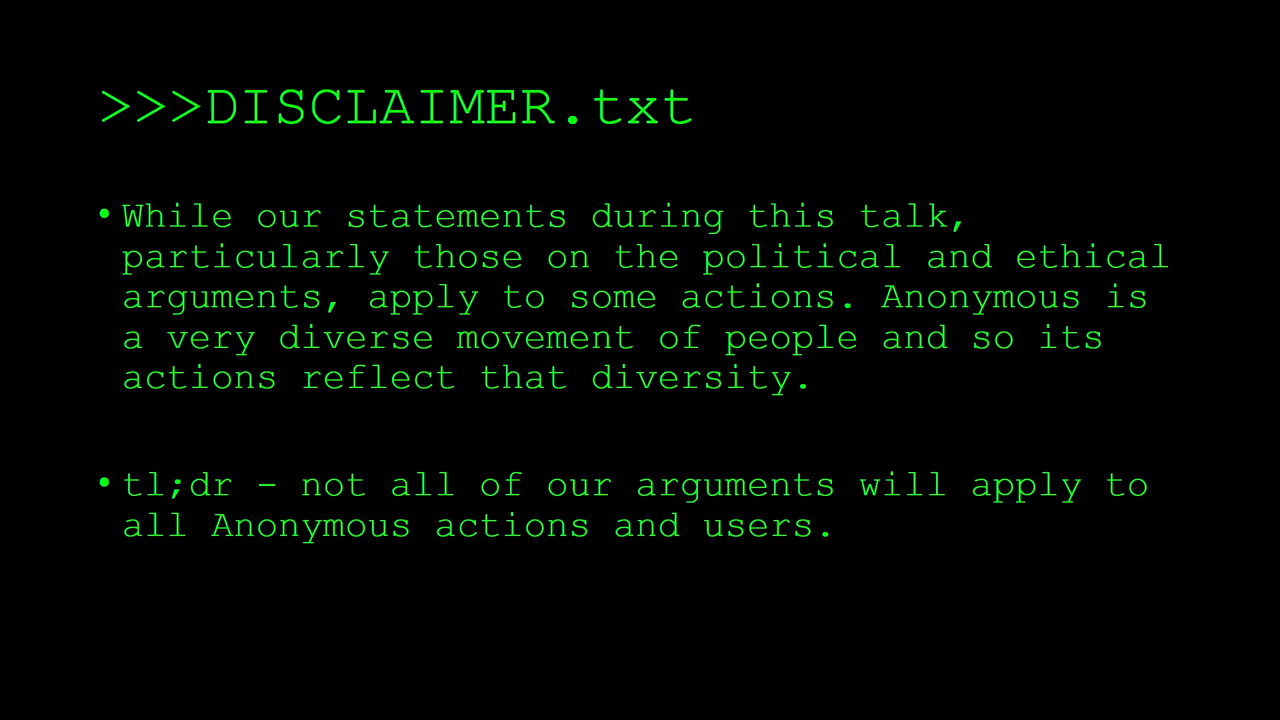 >>>DISCLAIMER.txt
• While our statements during this talk,
particularly those on the political and ethical
arguments, apply to some actions. Anonymous is
a very diverse movement of people and so its
actions reflect that diversity.
• tl;dr – not all of our arguments will apply to
all Anonymous actions and users.